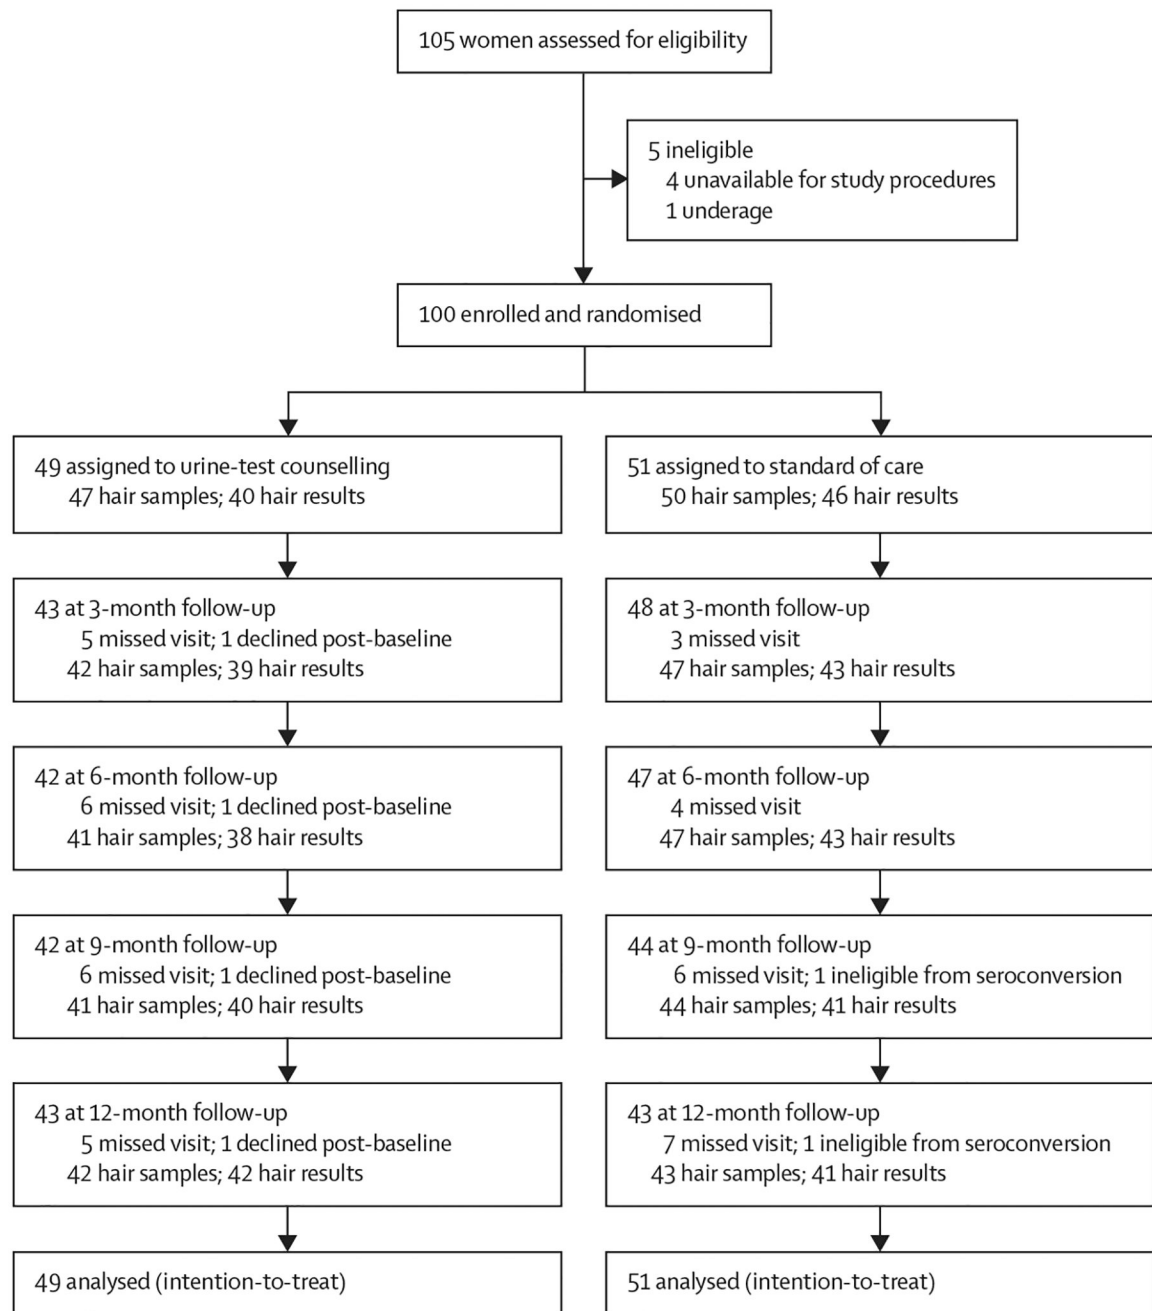 105 women assessed for eligibility
5 ineligible
4 unavailable for study procedures
1 underage
100 enrolled and randomised
49 assigned to urine-test counselling
47 hair samples; 40 hair results
51 assigned to standard of care
50 hair samples; 46 hair results
43 at 3-month follow-up
5 missed visit; 1 declined post-baseline
42 hair samples; 39 hair results
48 at 3-month follow-up
3 missed visit
47 hair samples; 43 hair results
42 at 6-month follow-up
6 missed visit; 1 declined post-baseline
41 hair samples; 38 hair results
47 at 6-month follow-up
4 missed visit
47 hair samples; 43 hair results
42 at 9-month follow-up
6 missed visit; 1 declined post-baseline
41 hair samples; 40 hair results
44 at 9-month follow-up
6 missed visit; 1 ineligible from seroconversion
44 hair samples; 41 hair results
43 at 12-month follow-up
5 missed visit; 1 declined post-baseline
42 hair samples; 42 hair results
43 at 12-month follow-up
7 missed visit; 1 ineligible from seroconversion
43 hair samples; 41 hair results
49 analysed (intention-to-treat)
51 analysed (intention-to-treat)